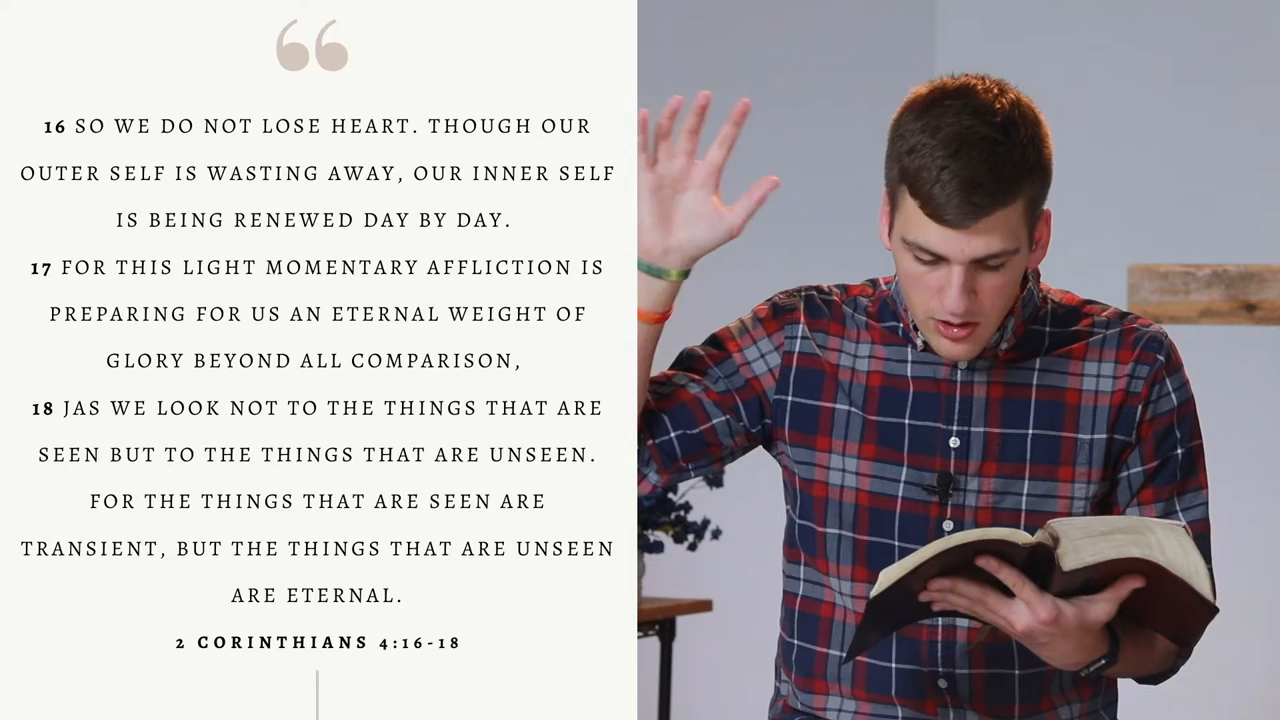 “
16 SO WE DO NOT LOSE HEART. THOUGH OUR
OUTER SELF IS WASTING AWAY, OUR INNER SELF
IS BEING RENEWED DAY BY DAY.
17 FOR THIS LIGHT MOMENTARY AFFLICTION IS
PREPARING FOR US AN ETERNAL WEIGHT OF
GLORY BEYOND ALL COMPARISON,
18 JAS WE LOOK NOT TO THE THINGS THAT ARE
SEEN BUT TO THE THINGS THAT ARE UNSEEN.
FOR THE THINGS THAT ARE SEEN ARE
TRANSIENT, BUT THE THINGS THAT ARE UNSEEN
ARE ETERNAL.
2 CORINTHIANS 4:16-18